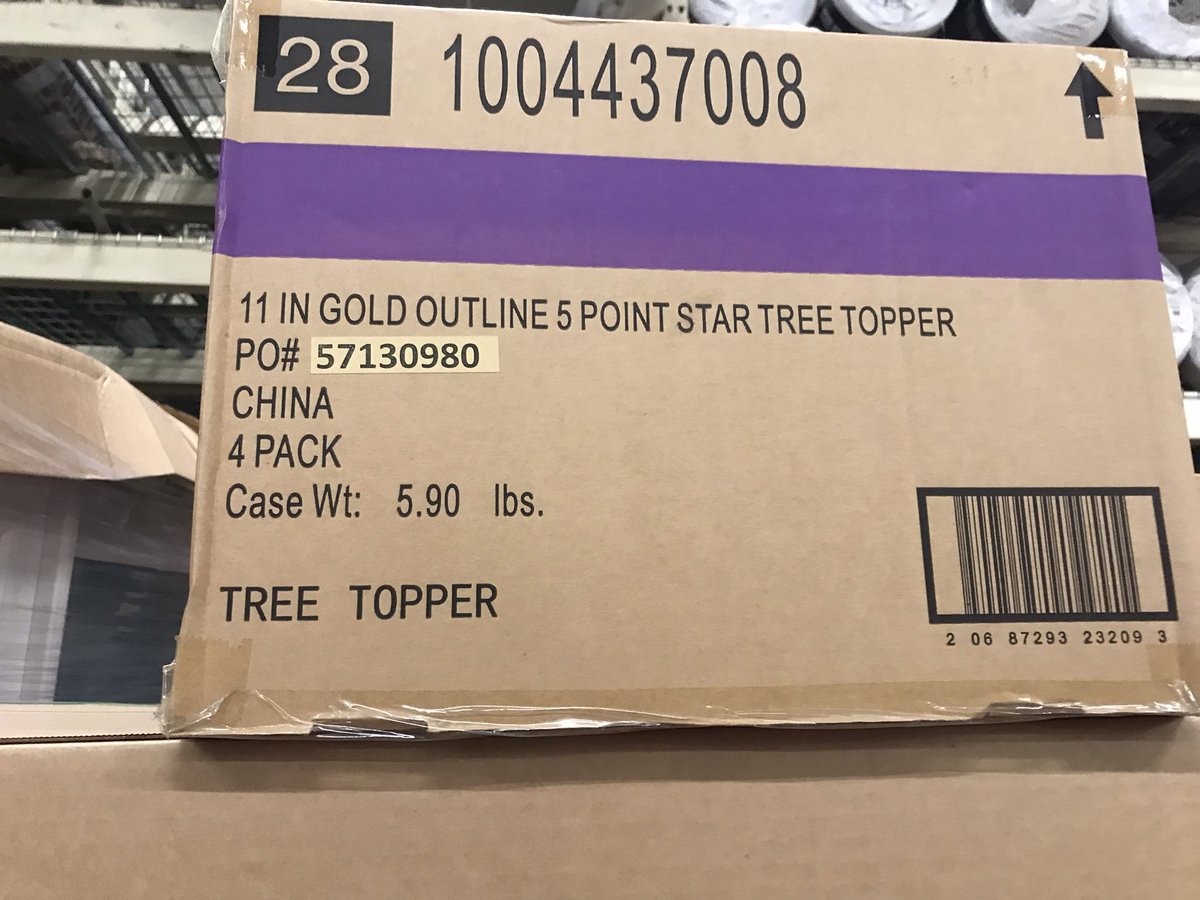 28 1004437008
11 IN GOLD OUTLINE 5 POINT STAR TREE TOPPER
PO# 57130980
CHINA
4 PACK
Case Wt: 5.90 lbs.
TREE TOPPER
2 06 87293 23209 3